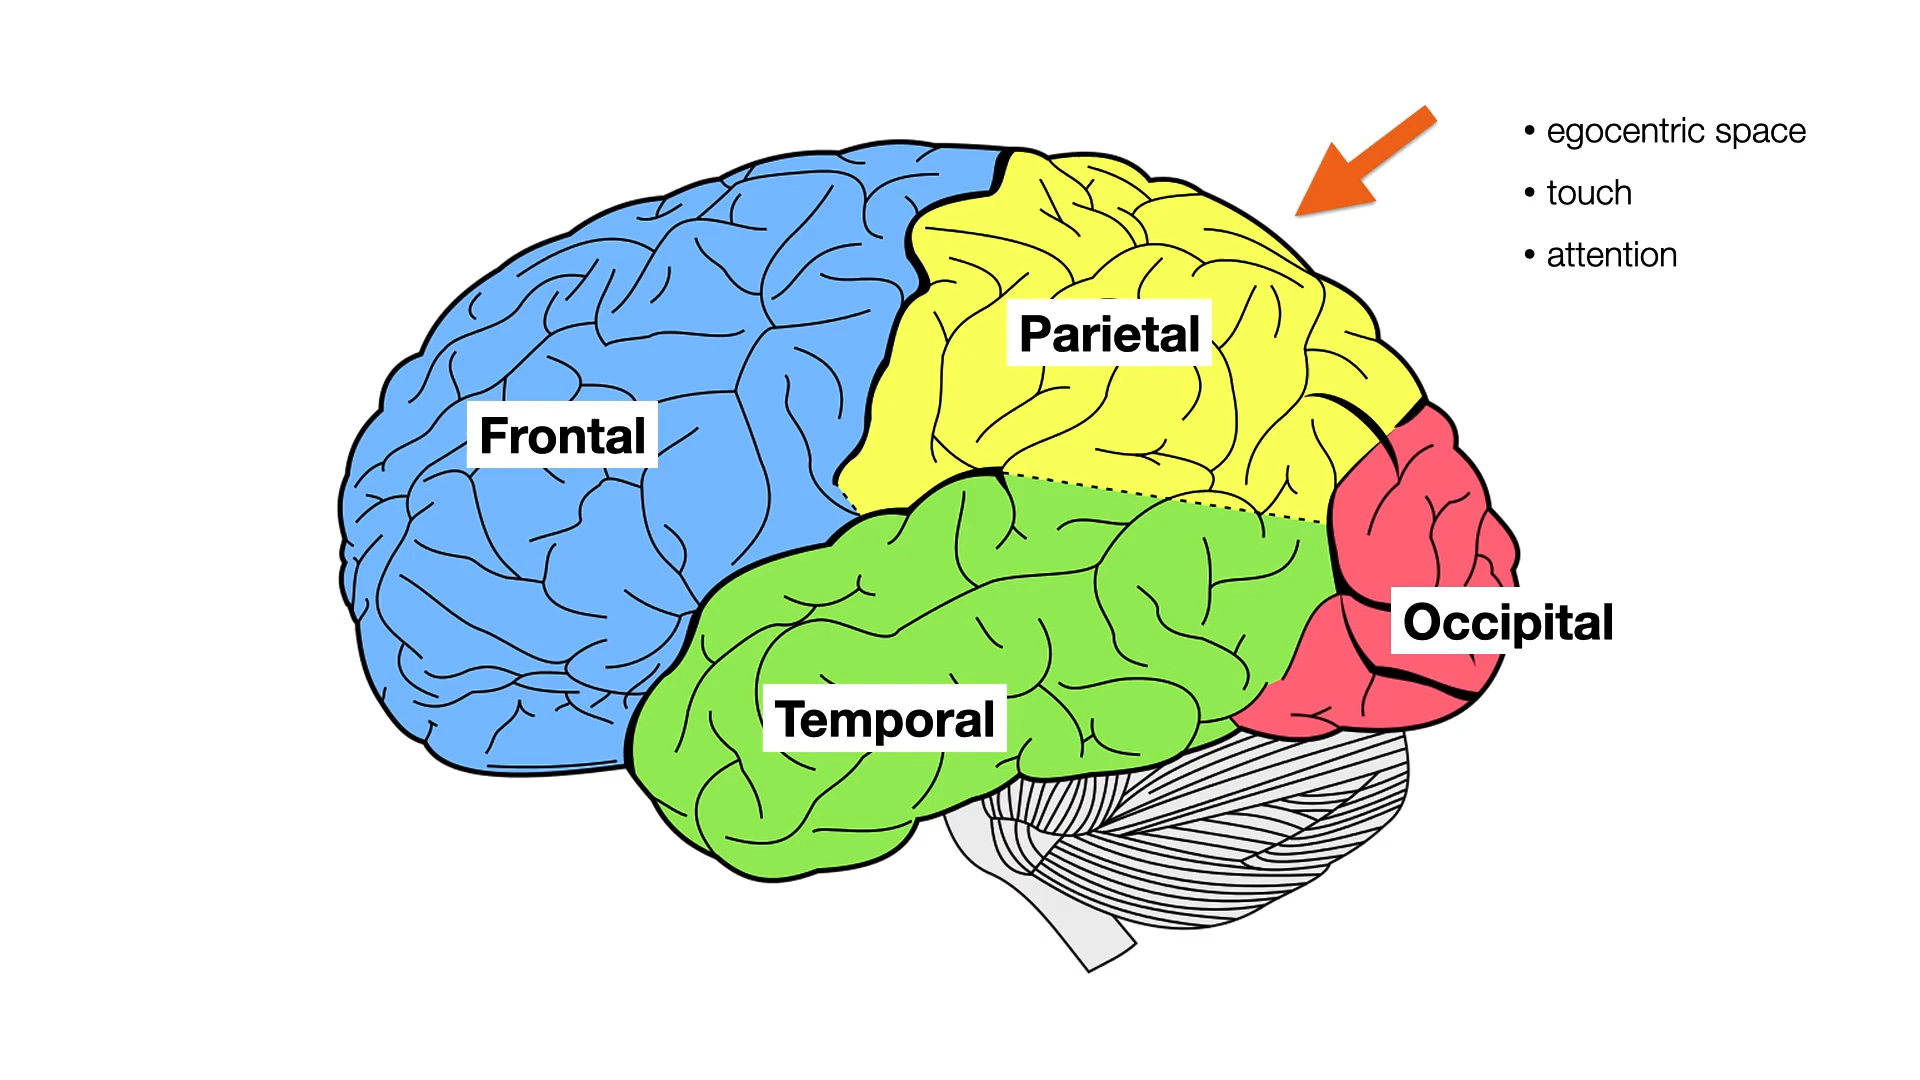 • egocentric space
• touch
• attention
Parietal
Frontal
Occipital
Temporal